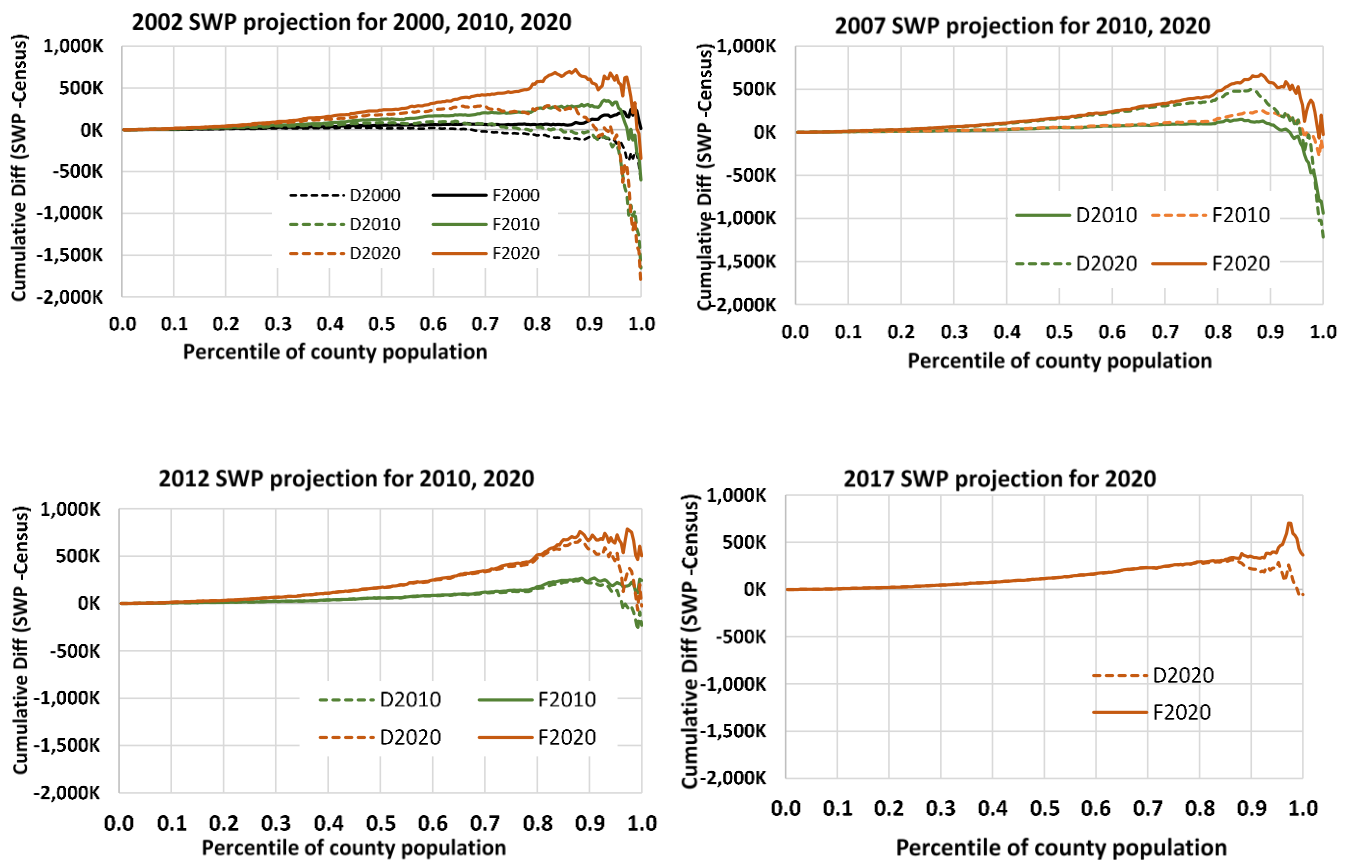 2002 SWP projection for 2000, 2010, 2020
Cumulative Diff (SWP -Census)
1,000K
500K
0K
-500K
-1,000K
-1,500K
-2,000K
D2000 F2000
D2010 F2010
D2020 F2020
0.0 0.1 0.2 0.3 0.4 0.5 0.6 0.7 0.8 0.9 1.0
Percentile of county population
2007 SWP projection for 2010, 2020
Cumulative Diff (SWP -Census)
1,000K
500K
0K
-500K
-1,000K
-1,500K
-2,000K
D2010 F2010
D2020 F2020
0.0 0.1 0.2 0.3 0.4 0.5 0.6 0.7 0.8 0.9 1.0
Percentile of county population
2012 SWP projection for 2010, 2020
Cumulative Diff (SWP -Census)
1,000K
500K
0K
-500K
-1,000K
-1,500K
-2,000K
D2010 F2010
D2020 F2020
0.0 0.1 0.2 0.3 0.4 0.5 0.6 0.7 0.8 0.9 1.0
Percentile of county population
2017 SWP projection for 2020
Cumulative Diff (SWP -Census)
1,000K
500K
0K
-500K
-1,000K
-1,500K
-2,000K
D2020
F2020
0.0 0.1 0.2 0.3 0.4 0.5 0.6 0.7 0.8 0.9 1.0
Percentile of county population